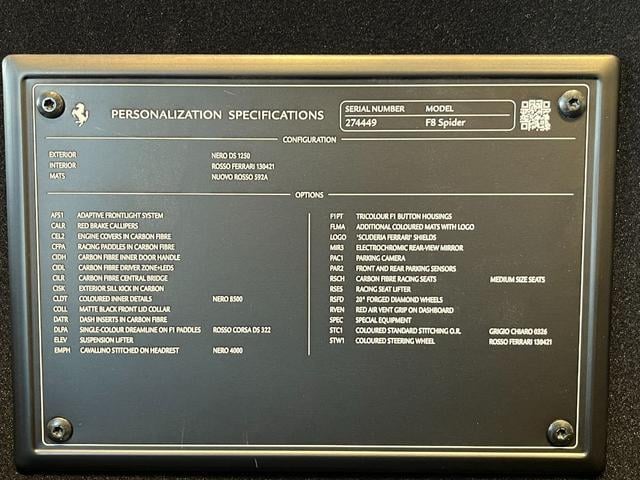 PERSONALIZATION SPECIFICATIONS
SERIAL NUMBER MODEL
274449 F8 Spider
CONFIGURATION
EXTERIOR NERO DS 1250
INTERIOR ROSSO FERRARI 130421
MATS NUOVO ROSSO 592A
OPTIONS
AFS1 ADAPTIVE FRONTLIGHT SYSTEM
CALR RED BRAKE CALLIPERS
CEL2 ENGINE COVERS IN CARBON FIBRE
CFPA RACING PADDLES IN CARBON FIBRE
CIDH CARBON FIBRE INNER DOOR HANDLE
CIDL CARBON FIBRE DRIVER ZONE+LEDS
CILR CARBON FIBRE CENTRAL BRIDGE
CISK EXTERIOR SILL KICK IN CARBON
CLDT COLOURED INNER DETAILS NERO 8500
COLL MATTE BLACK FRONT LID COLLAR
DATR DASH INSERTS IN CARBON FIBRE
DLPA SINGLE-COLOUR DREAMLINE ON F1 PADDLES ROSSO CORSA DS 322
ELEV SUSPENSION LIFTER
EMPH CAVALLINO STITCHED ON HEADREST NERO 4000
F1PT TRICOLOUR F1 BUTTON HOUSINGS
FLMA ADDITIONAL COLOURED MATS WITH LOGO
LOGO "SCUDERIA FERRARI" SHIELDS
MIR3 ELECTROCHROMIC REAR-VIEW MIRROR
PAC1 PARKING CAMERA
PAR2 FRONT AND REAR PARKING SENSORS
RSCH CARBON FIBRE RACING SEATS MEDIUM SIZE SEATS
RSES RACING SEAT LIFTER
RSFD 20" FORGED DIAMOND WHEELS
RVEN RED AIR VENT GRIP ON DASHBOARD
SPEC SPECIAL EQUIPMENT
STC1 COLOURED STANDARD STITCHING O.R. GRIGIO CHIARO 0326
STW1 COLOURED STEERING WHEEL ROSSO FERRARI 130421